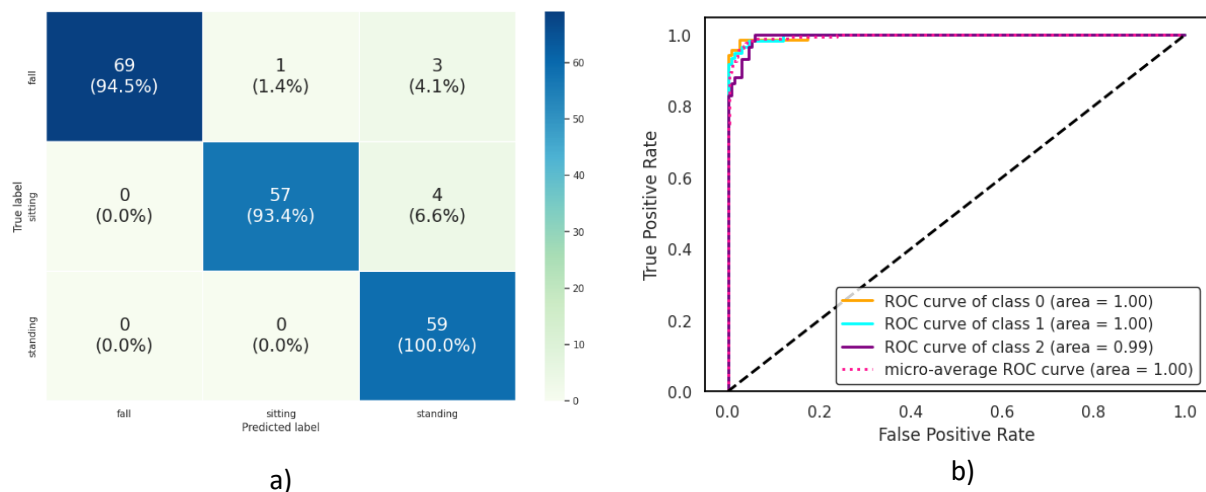 fall
69
(94.5%)
1
(1.4%)
3
(4.1%)
True label
sitting
0
(0.0%)
57
(93.4%)
4
(6.6%)
standing
0
(0.0%)
0
(0.0%)
59
(100.0%)
fall
sitting
standing
Predicted label
60
50
40
30
20
10
0
a)
True Positive Rate
1.0
0.8
0.6
0.4
0.2
0.0
ROC curve of class 0 (area = 1.00)
ROC curve of class 1 (area = 1.00)
ROC curve of class 2 (area = 0.99)
micro-average ROC curve (area = 1.00)
0.0
0.2
0.4
0.6
0.8
1.0
False Positive Rate
b)